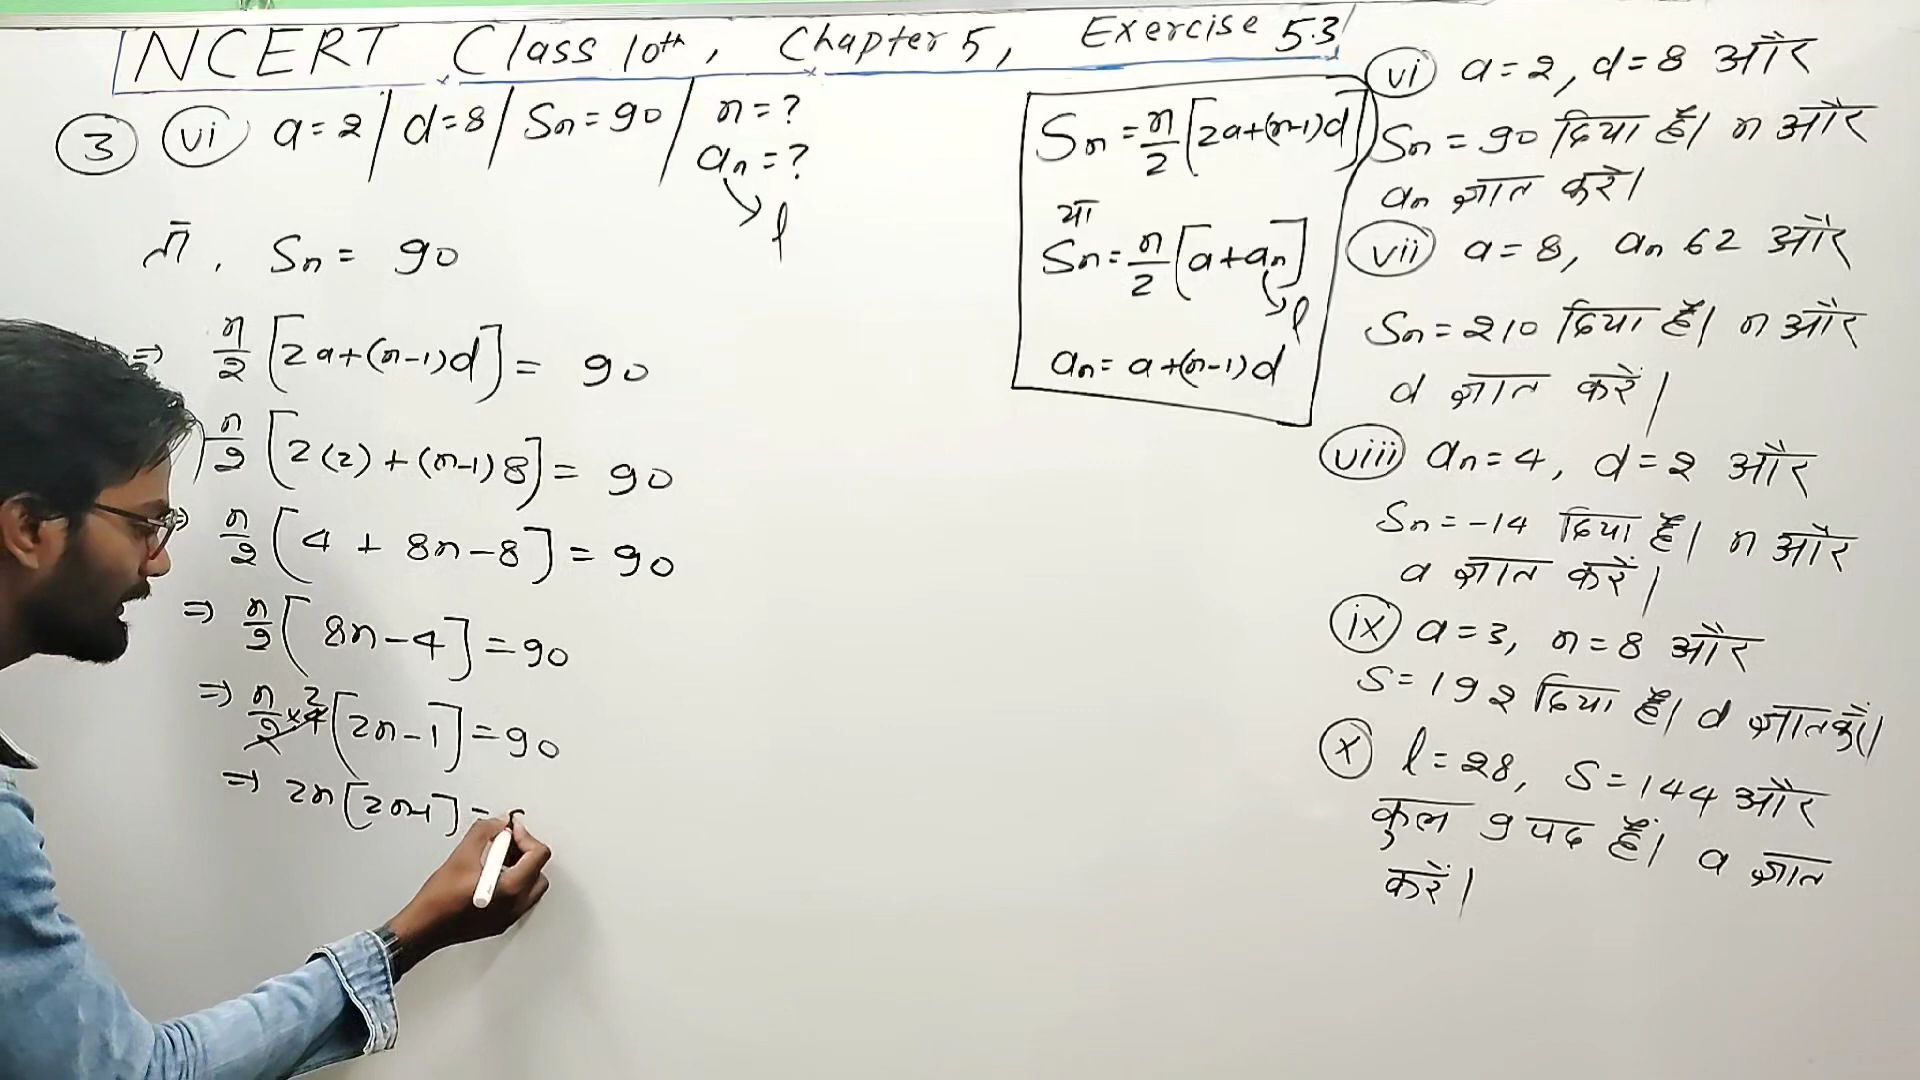 NCERT Class 10th, Chapter 5, Exercise 5.3
3 vi a=2 | d=8 | Sn=90 | n=?
an=?
l
Sn = 90
⇒ n/2 [2a+(n-1)d] = 90
n/2 [2(2)+(n-1)8] = 90
⇒ n/2 [4 + 8n-8] = 90
⇒ n/2 [8n-4] = 90
⇒ n/2 × 4 2 [2n-1] = 90
⇒ 2n [2n-1] =
Sn = n/2 [2a+(n-1)d]
या
Sn = n/2 [a+an]
l
an = a+(n-1)d
vi a=2, d=8 और
Sn = 90 दिया है। n और
an ज्ञात करें।
vii a=8, an 62 और
Sn = 210 दिया है। n और
d ज्ञात करें।
viii an=4, d=2 और
Sn = -14 दिया है। n और
a ज्ञात करें।
ix a=3, n=8 और
S=192 दिया है। d ज्ञात करें।
x l=28, S=144 और
कुल 9 पद हैं। a ज्ञात
करें।